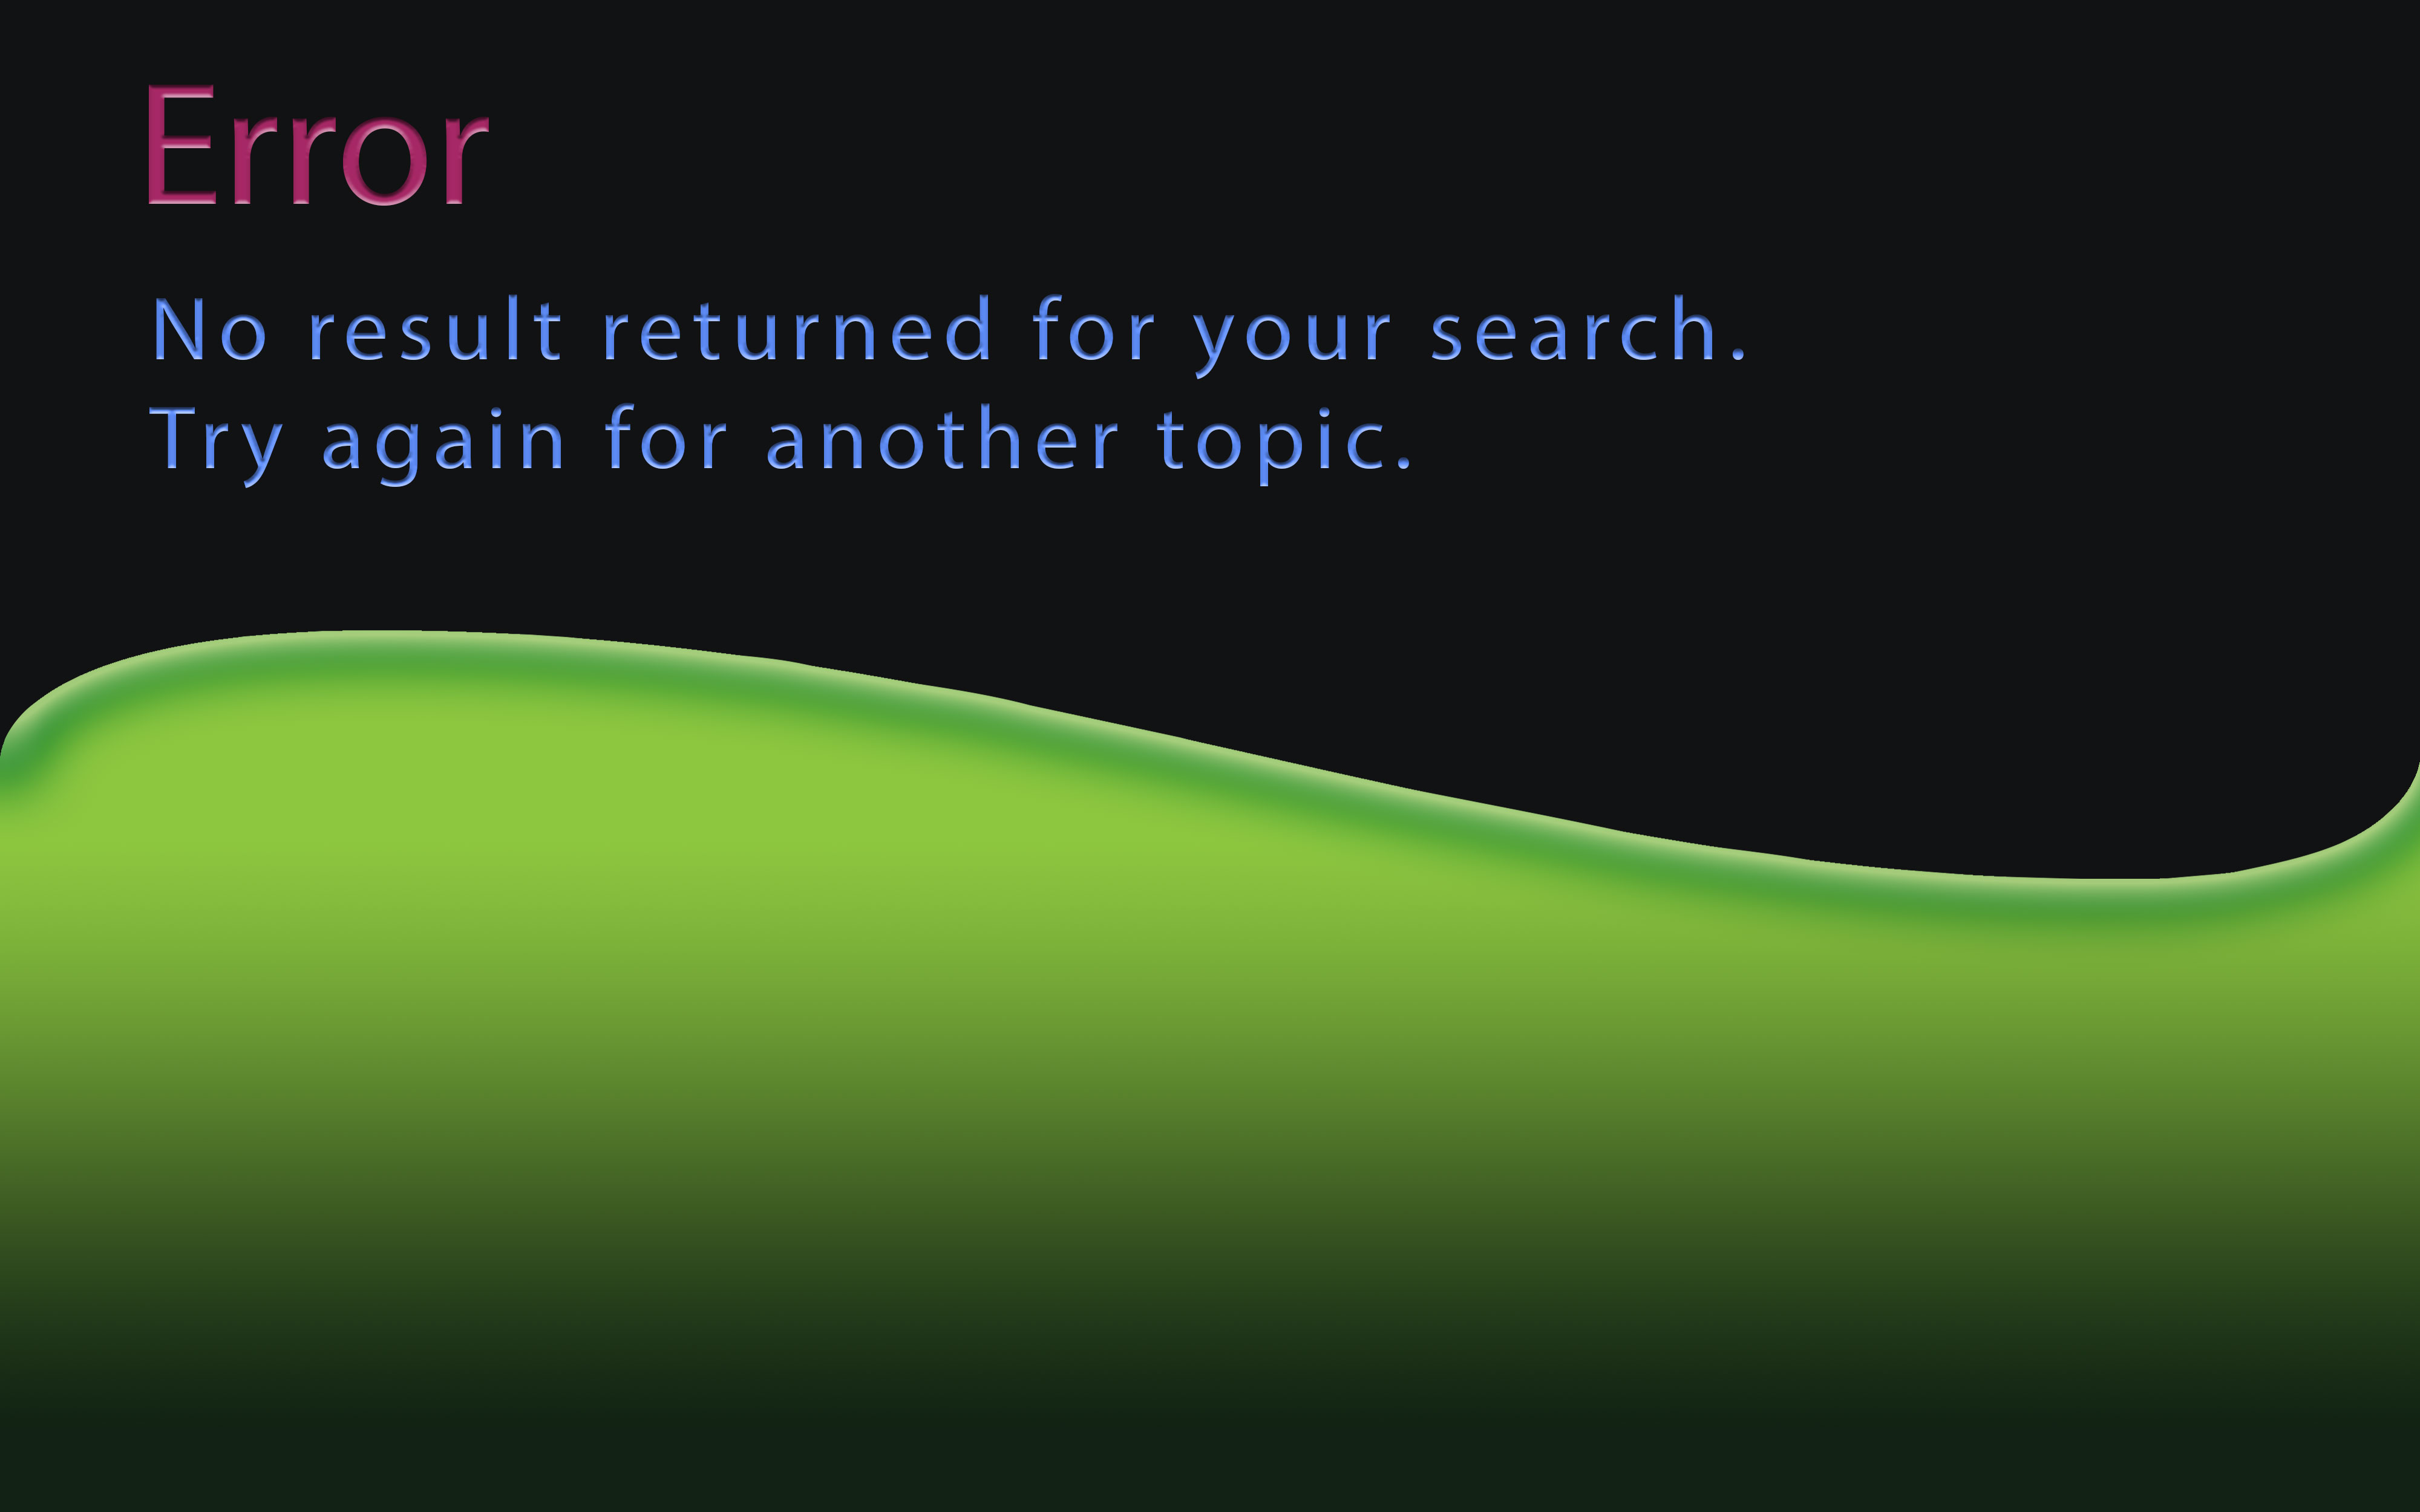 Error
No result returned for your search.
Try again for another topic.